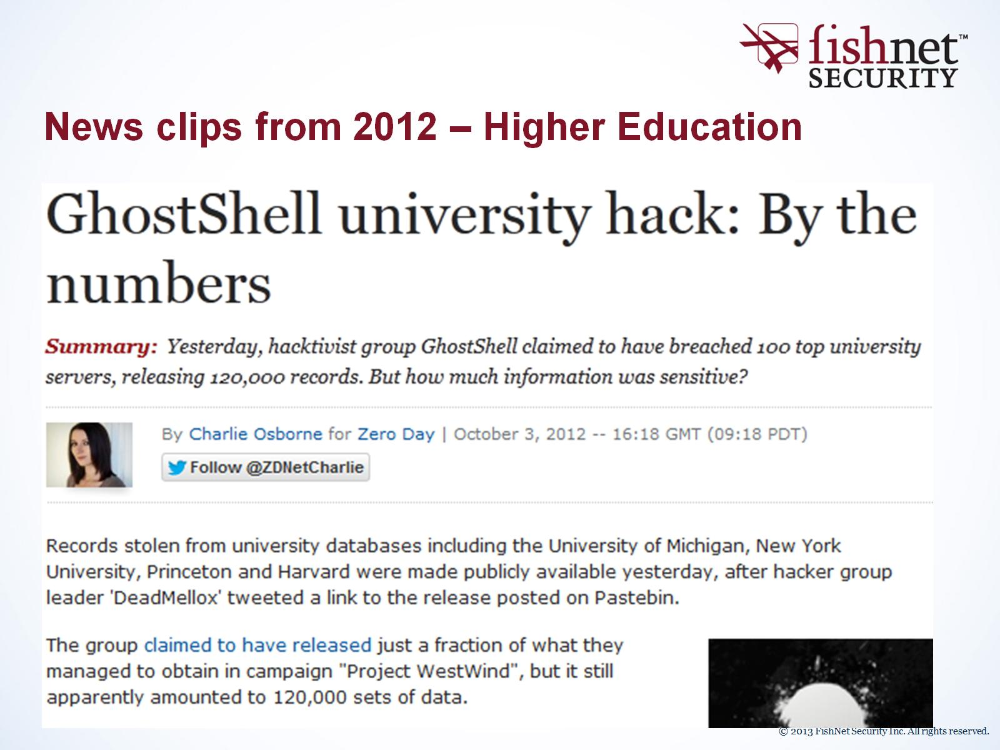 fishnet™
SECURITY
News clips from 2012 – Higher Education
GhostShell university hack: By the
numbers
Summary: Yesterday, hacktivist group GhostShell claimed to have breached 100 top university
servers, releasing 120,000 records. But how much information was sensitive?
By Charlie Osborne for Zero Day | October 3, 2012 -- 16:18 GMT (09:18 PDT)
Follow @ZDNetCharlie
Records stolen from university databases including the University of Michigan, New York
University, Princeton and Harvard were made publicly available yesterday, after hacker group
leader 'DeadMellox' tweeted a link to the release posted on Pastebin.
The group claimed to have released just a fraction of what they
managed to obtain in campaign "Project WestWind", but it still
apparently amounted to 120,000 sets of data.
© 2013 FishNet Security Inc. All rights reserved.